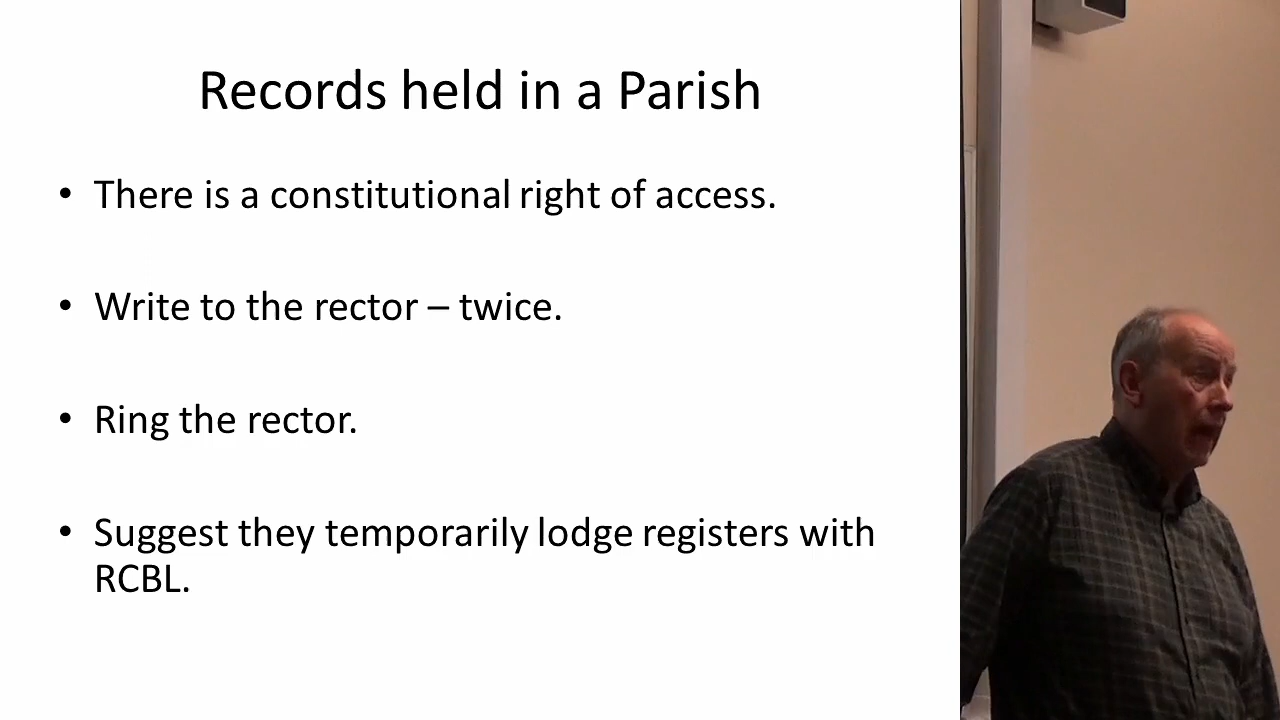 Records held in a Parish
• There is a constitutional right of access.
• Write to the rector – twice.
• Ring the rector.
• Suggest they temporarily lodge registers with
RCBL.